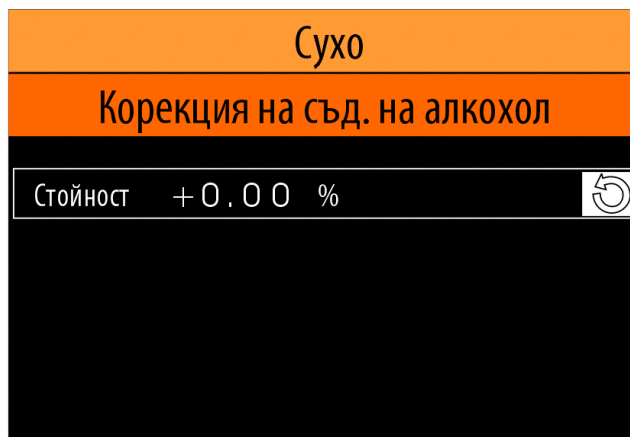 Сухо
Корекция на съд. на алкохол
Стойност +0.00 %